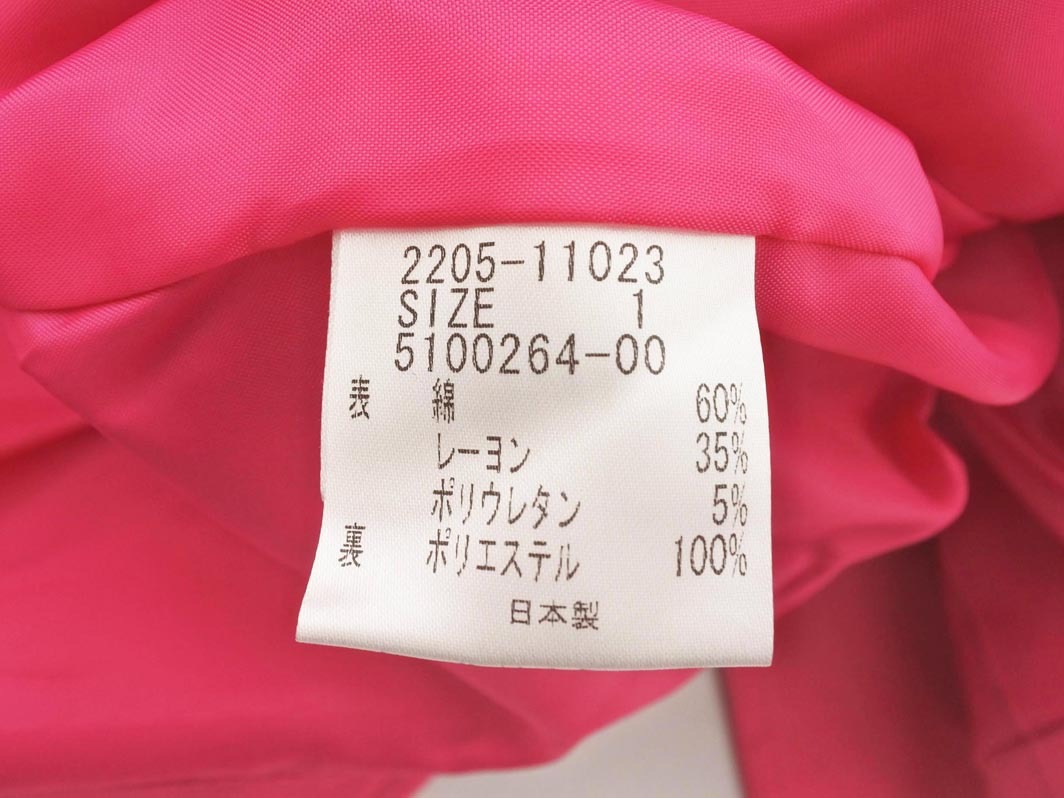 2205-11023
SIZE 1
5100264-00
表 綿 60%
レーヨン 35%
ポリウレタン 5%
裏 ポリエステル 100%
日本製